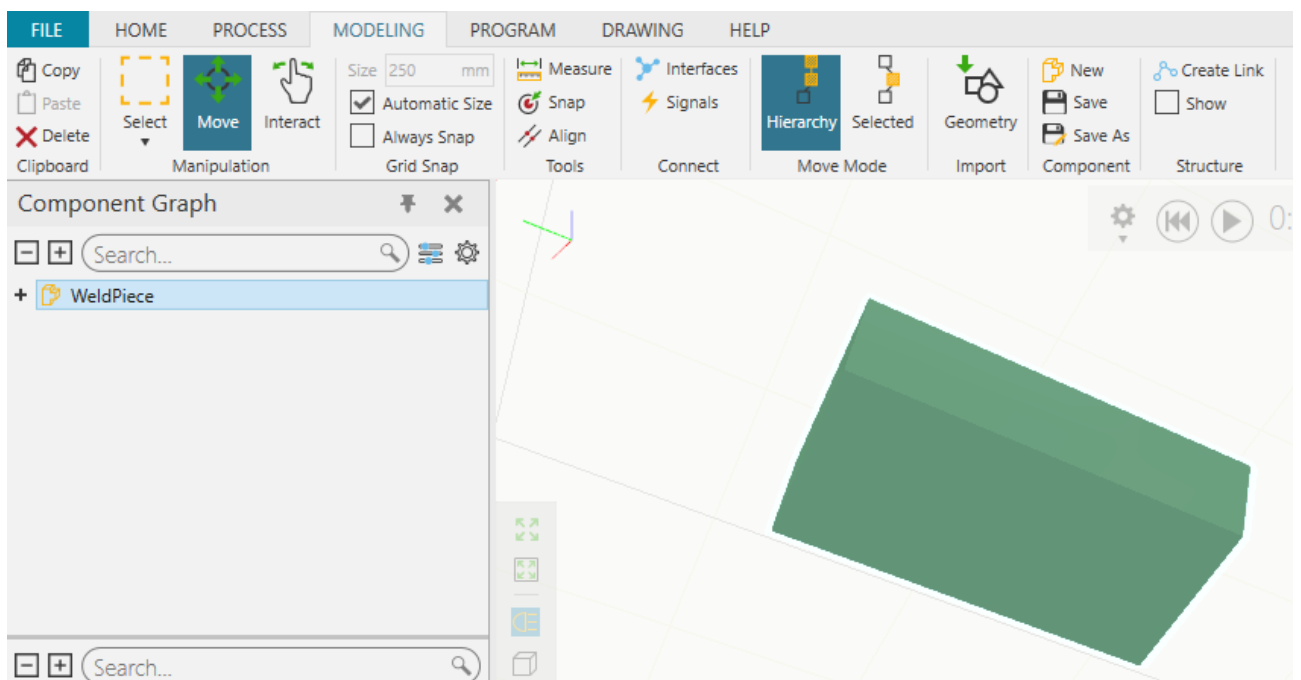 FILE HOME PROCESS MODELING PROGRAM DRAWING HELP
Copy
Paste
Delete
Clipboard
Select Move Interact
Manipulation
Size 250 mm
Automatic Size
Always Snap
Grid Snap
Measure
Snap
Align
Tools
Interfaces
Signals
Connect
Hierarchy Selected
Move Mode
Geometry
Import
New
Save
Save As
Component
Create Link
Show
Structure
Component Graph
Search...
WeldPiece
0:
Search...